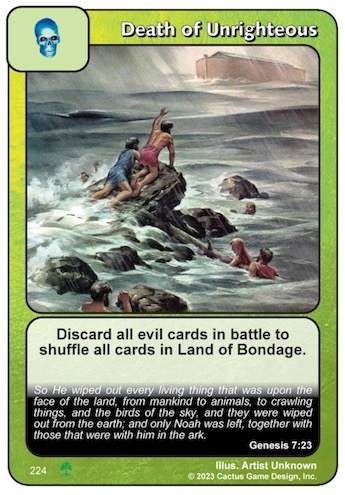 Death of Unrighteous
Discard all evil cards in battle to
shuffle all cards in Land of Bondage.
So He wiped out every living thing that was upon the
face of the land, from mankind to animals, to crawling
things, and the birds of the sky, and they were wiped
out from the earth; and only Noah was left, together with
those that were with him in the ark.
Genesis 7:23
Illus. Artist Unknown
224
© 2023 Cactus Game Design, Inc.